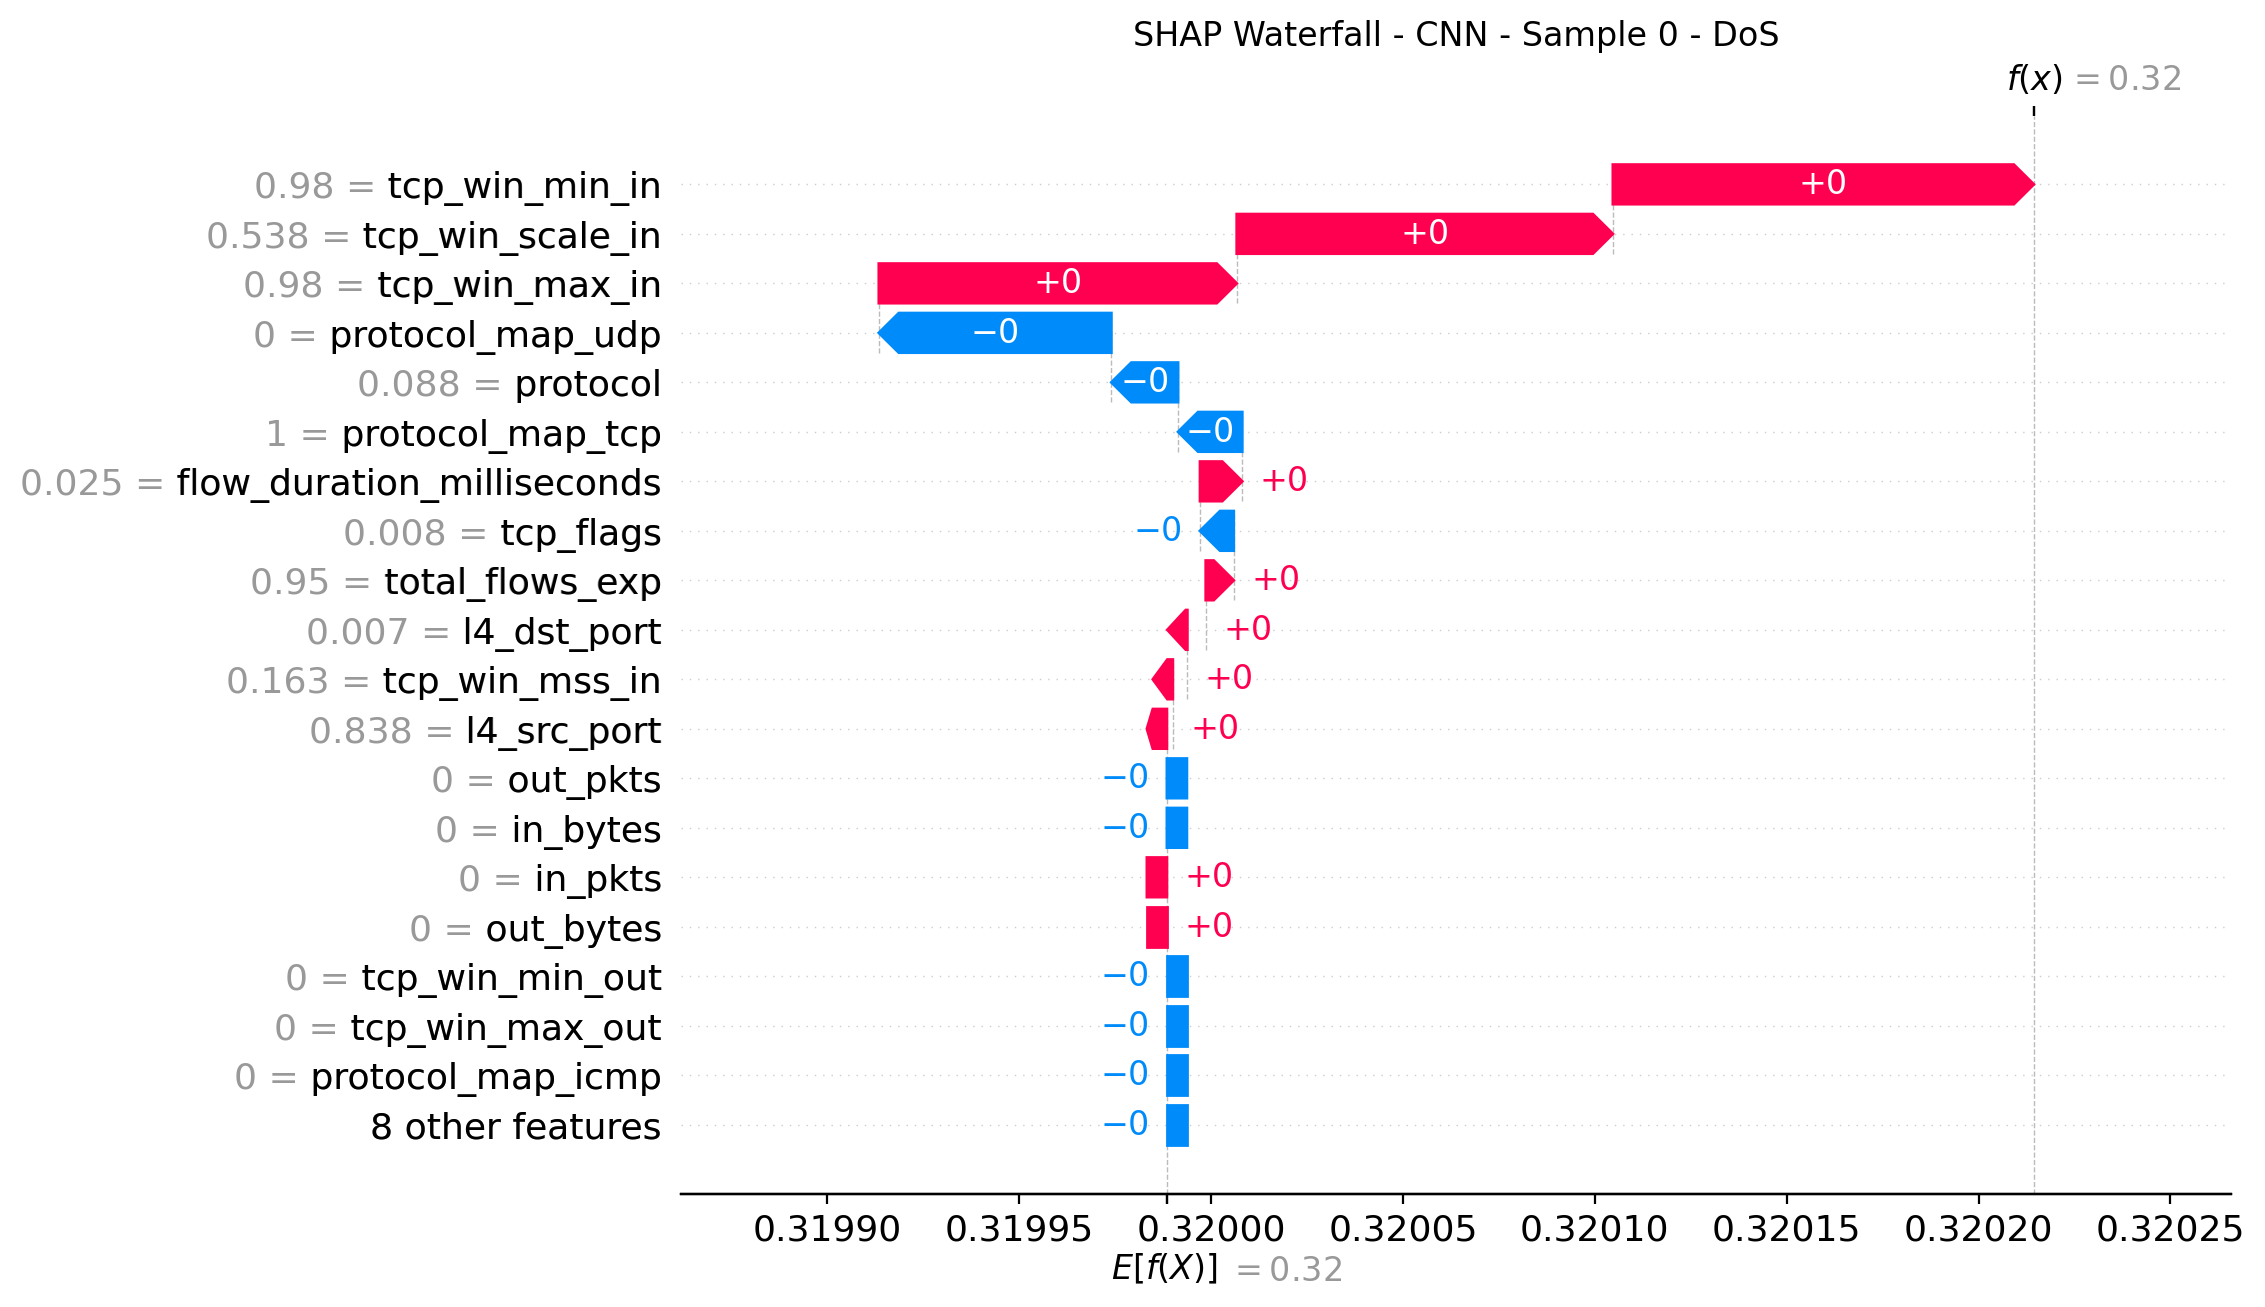 SHAP Waterfall - CNN - Sample 0 - DoS
f(x) = 0.32
0.98 = tcp_win_min_in +0
0.538 = tcp_win_scale_in +0
0.98 = tcp_win_max_in +0
0 = protocol_map_udp −0
0.088 = protocol −0
1 = protocol_map_tcp −0
0.025 = flow_duration_milliseconds +0
0.008 = tcp_flags −0
0.95 = total_flows_exp +0
0.007 = l4_dst_port +0
0.163 = tcp_win_mss_in +0
0.838 = l4_src_port +0
0 = out_pkts −0
0 = in_bytes −0
0 = in_pkts +0
0 = out_bytes +0
0 = tcp_win_min_out −0
0 = tcp_win_max_out −0
0 = protocol_map_icmp −0
8 other features −0
0.31990 0.31995 0.32000 0.32005 0.32010 0.32015 0.32020 0.32025
E[f(X)] = 0.32